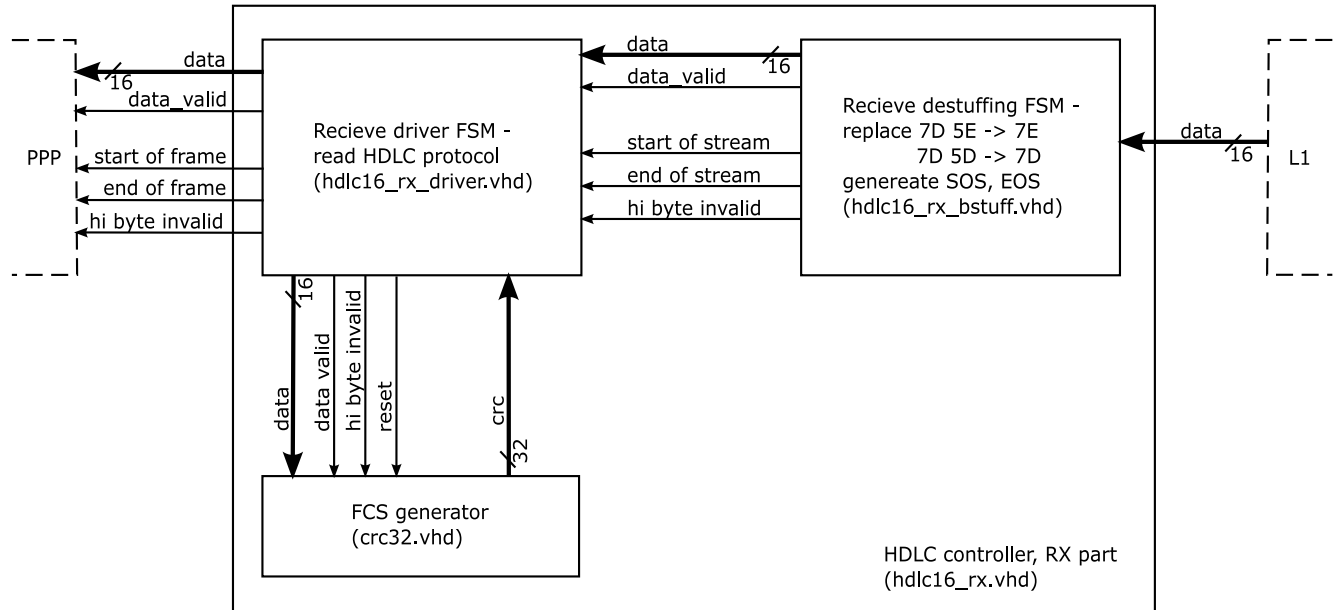 data
16
data_valid
PPP
start of frame
end of frame
hi byte invalid
Recieve driver FSM -
read HDLC protocol
(hdlc16_rx_driver.vhd)
data
16
data_valid
start of stream
end of stream
hi byte invalid
Recieve destuffing FSM -
replace 7D 5E -> 7E
7D 5D -> 7D
genereate SOS, EOS
(hdlc16_rx_bstuff.vhd)
data
16
L1
16
data
data valid
hi byte invalid
reset
crc
32
FCS generator
(crc32.vhd)
HDLC controller, RX part
(hdlc16_rx.vhd)